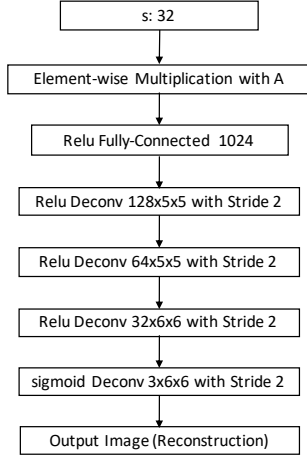 s: 32
Element-wise Multiplication with A
Relu Fully-Connected 1024
Relu Deconv 128x5x5 with Stride 2
Relu Deconv 64x5x5 with Stride 2
Relu Deconv 32x6x6 with Stride 2
sigmoid Deconv 3x6x6 with Stride 2
Output Image (Reconstruction)